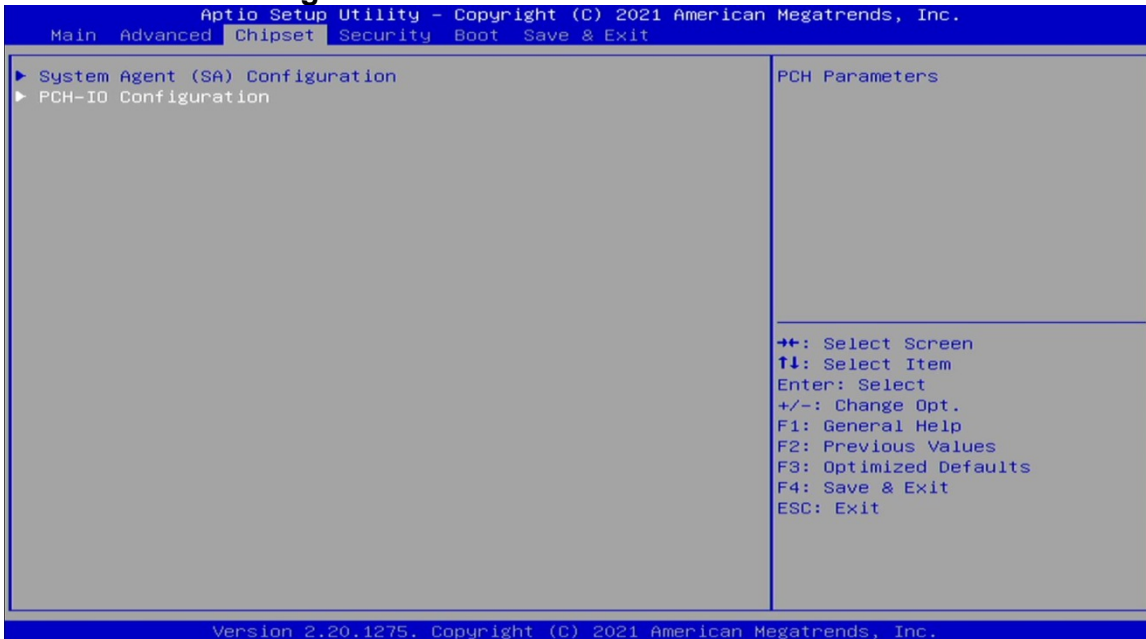 Aptio Setup Utility – Copyright (C) 2021 American Megatrends, Inc.
Main Advanced Chipset Security Boot Save & Exit
▶ System Agent (SA) Configuration
▶ PCH-IO Configuration
PCH Parameters
→←: Select Screen
↑↓: Select Item
Enter: Select
+/-: Change Opt.
F1: General Help
F2: Previous Values
F3: Optimized Defaults
F4: Save & Exit
ESC: Exit
Version 2.20.1275. Copyright (C) 2021 American Megatrends, Inc.